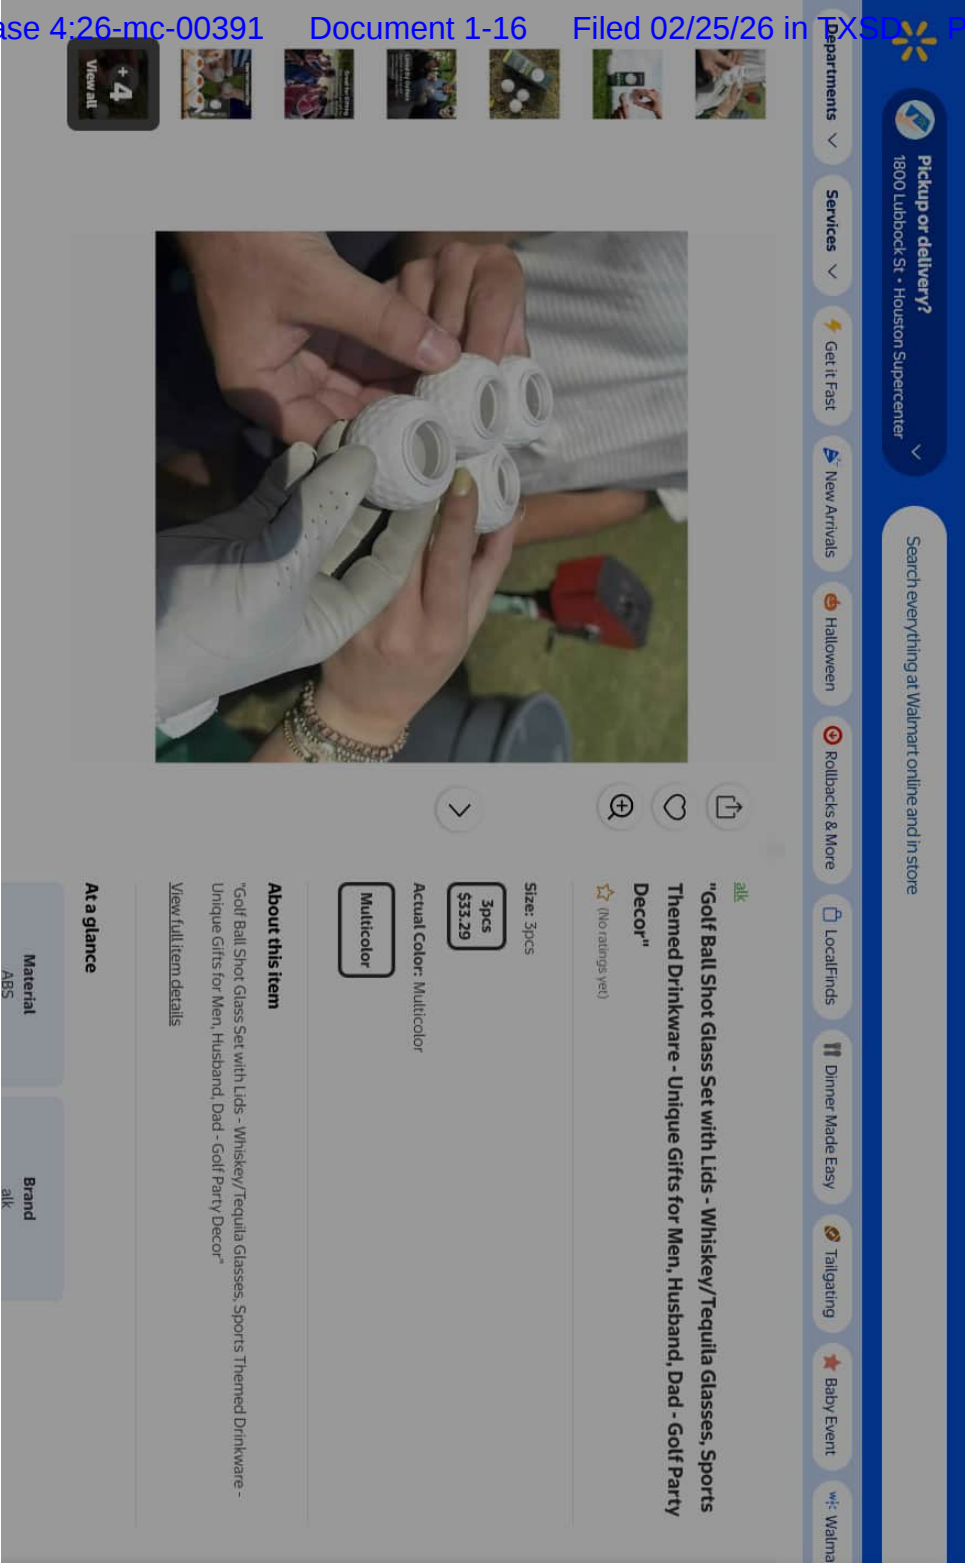 ase 4:26-mc-00391 Document 1-16 Filed 02/25/26 in TXSD P
Pickup or delivery?
1800 Lubbock St • Houston Supercenter
Search everything at Walmart online and in store
Departments
Services
Get it Fast
New Arrivals
Halloween
Rollbacks & More
LocalFinds
Dinner Made Easy
Tailgating
Baby Event
Walma
+4
View all
alk
"Golf Ball Shot Glass Set with Lids - Whiskey/Tequila Glasses, Sports
Themed Drinkware - Unique Gifts for Men, Husband, Dad - Golf Party
Decor"
(No ratings yet)
Size: 3pcs
3pcs
$33.29
Actual Color: Multicolor
Multicolor
About this item
"Golf Ball Shot Glass Set with Lids - Whiskey/Tequila Glasses, Sports Themed Drinkware -
Unique Gifts for Men, Husband, Dad - Golf Party Decor"
View full item details
At a glance
Material
ABS
Brand
alk